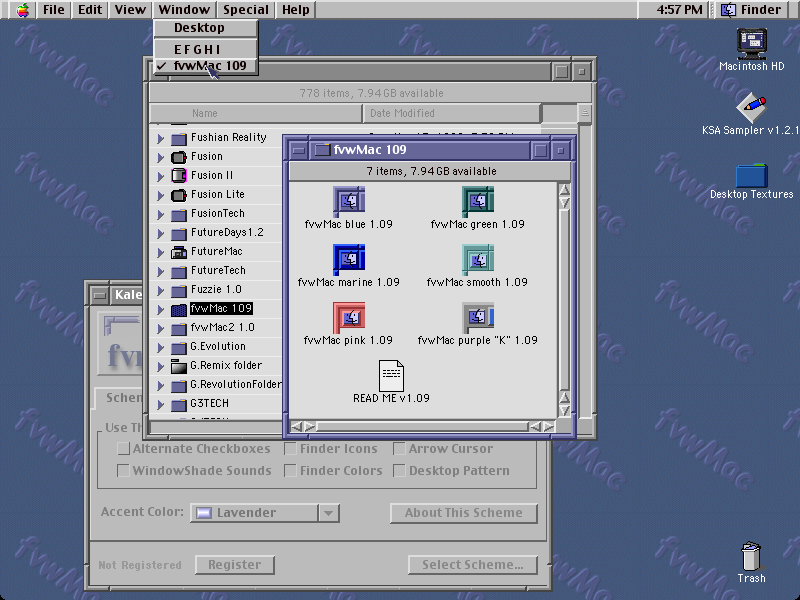 File Edit View Window Special Help 4:57 PM Finder
Desktop
E F G H I
fvwMac 109
778 items, 7.94 GB available
Name Date Modified
Fushian Reality
Fusion
Fusion II
Fusion Lite
FusionTech
FutureDays1.2
FutureMac
FutureTech
Fuzzie 1.0
fvwMac 109
fvwMac2 1.0
G.Evolution
G.Remix folder
G.RevolutionFolder
G3TECH
fvwMac 109
7 items, 7.94 GB available
fvwMac blue 1.09
fvwMac green 1.09
fvwMac marine 1.09
fvwMac smooth 1.09
fvwMac pink 1.09
fvwMac purple "K" 1.09
READ ME v1.09
Macintosh HD
KSA Sampler v1.2.1
Desktop Textures
Kale
fvw
Schem
Use Th
Alternate Checkboxes
Finder Icons
Arrow Cursor
WindowShade Sounds
Finder Colors
Desktop Pattern
Accent Color:
Lavender
About This Scheme
Not Registered
Register
Select Scheme...
Trash
fvwMac